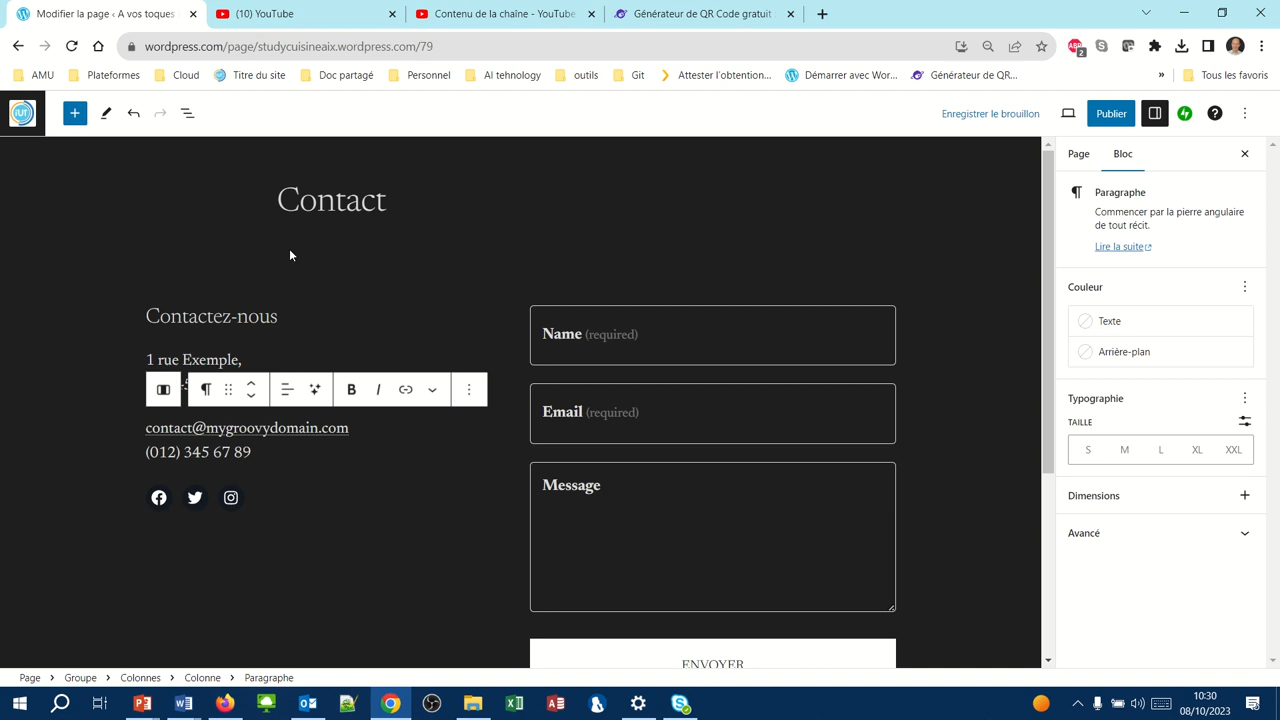 Modifier la page « A vos toques
(10) YouTube
Contenu de la chaîne - YouTube
Générateur de QR Code gratuit
wordpress.com/page/studycuisineaix.wordpress.com/79
2
AMU
Plateformes
Cloud
Titre du site
Doc partagé
Personnel
AI tehnology
outils
Git
Attester l'obtention...
Démarrer avec Wor...
Générateur de QR...
»
Tous les favoris
Enregistrer le brouillon
Publier
Page
Bloc
Contact
Paragraphe
Commencer par la pierre angulaire
de tout récit.
Lire la suite
Couleur
Texte
Arrière-plan
Contactez-nous
1 rue Exemple,
B I
contact@mygroovydomain.com
(012) 345 67 89
Name (required)
Email (required)
Message
ENVOYER
Typographie
TAILLE
S M L XL XXL
Dimensions
Avancé
Page > Groupe > Colonnes > Colonne > Paragraphe
10:30
08/10/2023